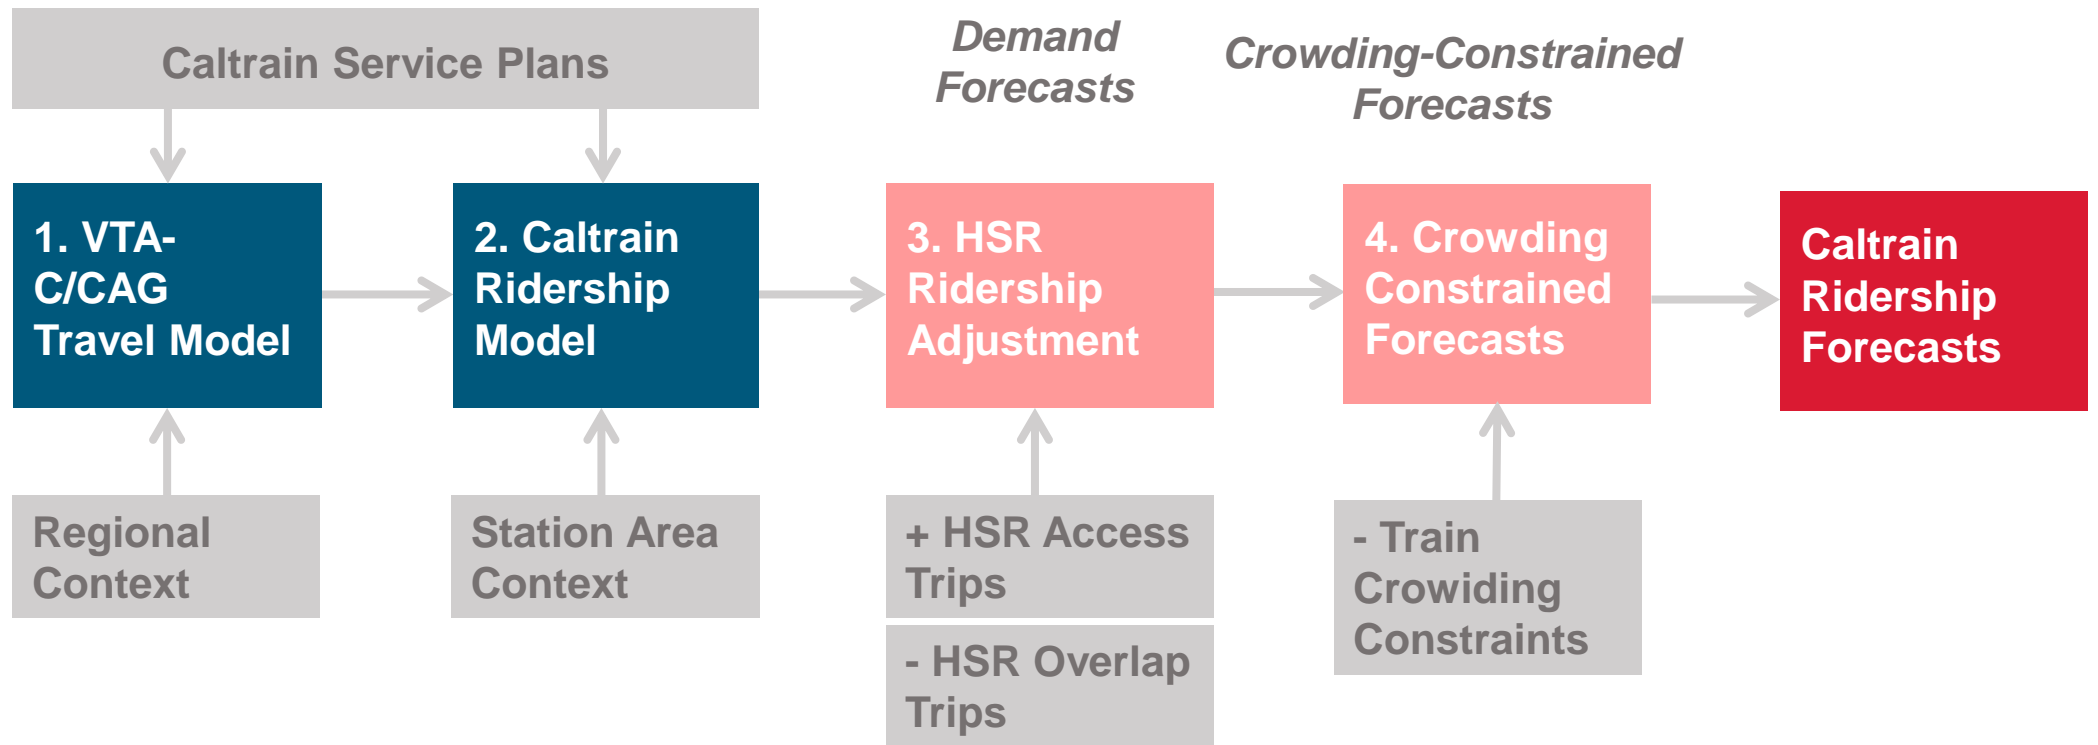 Caltrain Service Plans
Demand
Forecasts
Crowding-Constrained
Forecasts
1. VTA-
C/CAG
Travel Model
2. Caltrain
Ridership
Model
3. HSR
Ridership
Adjustment
4. Crowding
Constrained
Forecasts
Caltrain
Ridership
Forecasts
Regional
Context
Station Area
Context
+ HSR Access
Trips
- HSR Overlap
Trips
- Train
Crowiding
Constraints